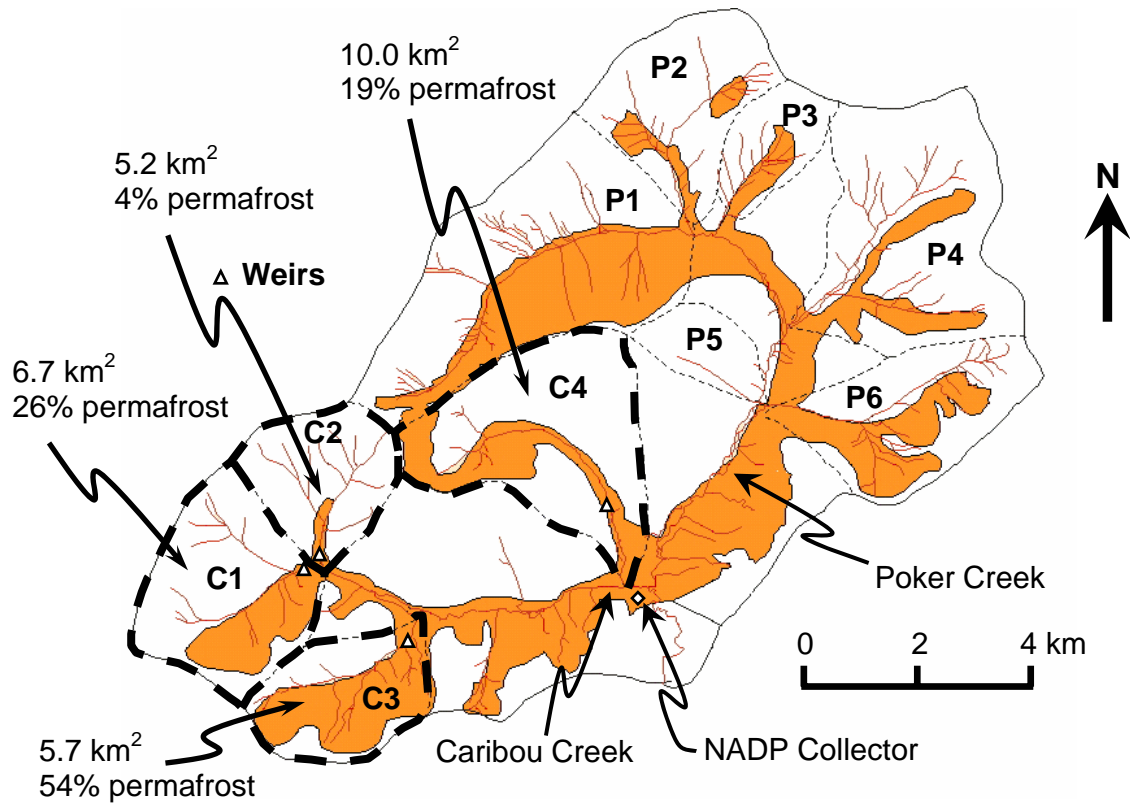 10.0 km²
19% permafrost
P2
P3
5.2 km²
4% permafrost
N
P1
P4
Weirs
P5
6.7 km²
26% permafrost
C4
P6
C2
C1
Poker Creek
0 2 4 km
C3
5.7 km²
54% permafrost
Caribou Creek
NADP Collector